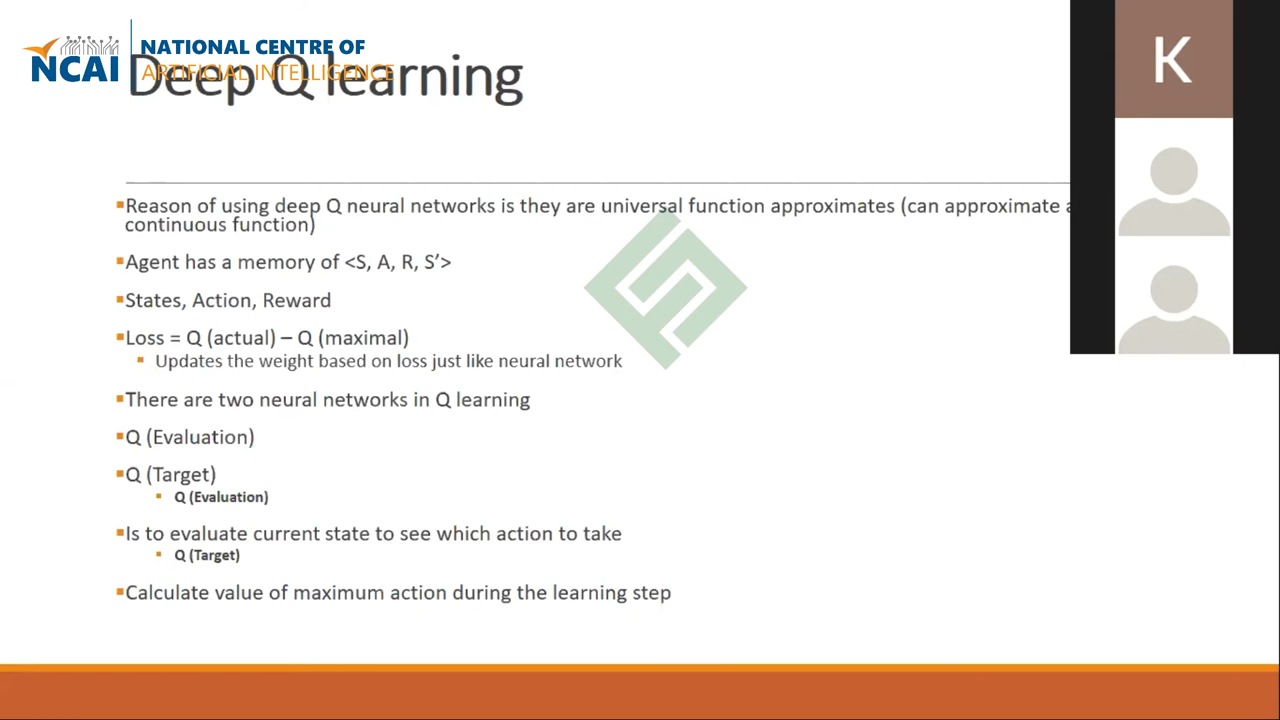 NCAI
NATIONAL CENTRE OF
ARTIFICIAL INTELLIGENCE
Deep Q learning
K
▪Reason of using deep Q neural networks is they are universal function approximates (can approximate
continuous function)
▪Agent has a memory of <S, A, R, S’>
▪States, Action, Reward
▪Loss = Q (actual) – Q (maximal)
▪ Updates the weight based on loss just like neural network
▪There are two neural networks in Q learning
▪Q (Evaluation)
▪Q (Target)
▪ Q (Evaluation)
▪Is to evaluate current state to see which action to take
▪ Q (Target)
▪Calculate value of maximum action during the learning step